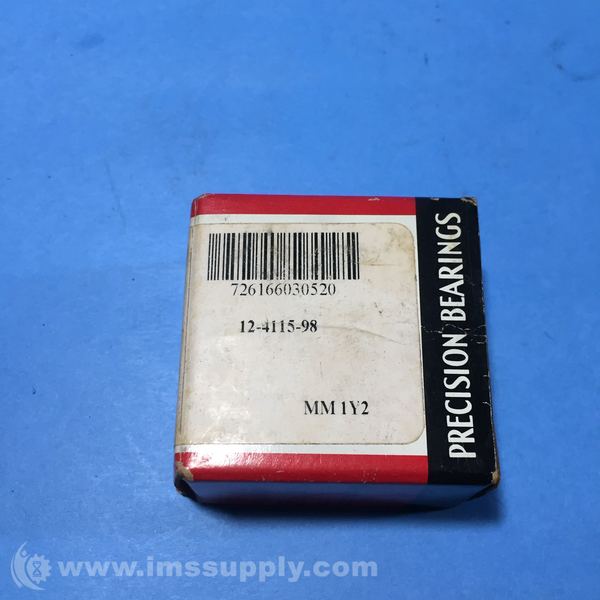 726166030520
12-4115-98
MM 1Y2
PRECISION BEARINGS
www.imssupply.com